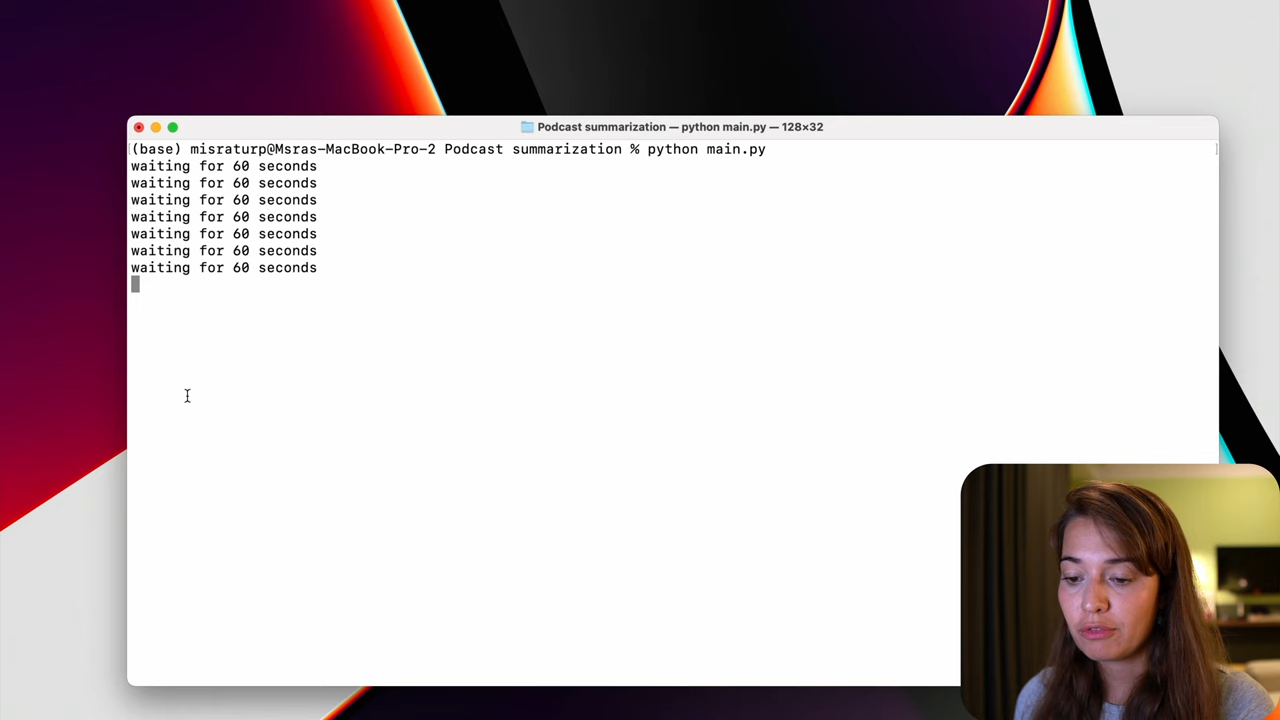 Podcast summarization — python main.py — 128×32
(base) misraturp@Msras-MacBook-Pro-2 Podcast summarization % python main.py
waiting for 60 seconds
waiting for 60 seconds
waiting for 60 seconds
waiting for 60 seconds
waiting for 60 seconds
waiting for 60 seconds
waiting for 60 seconds